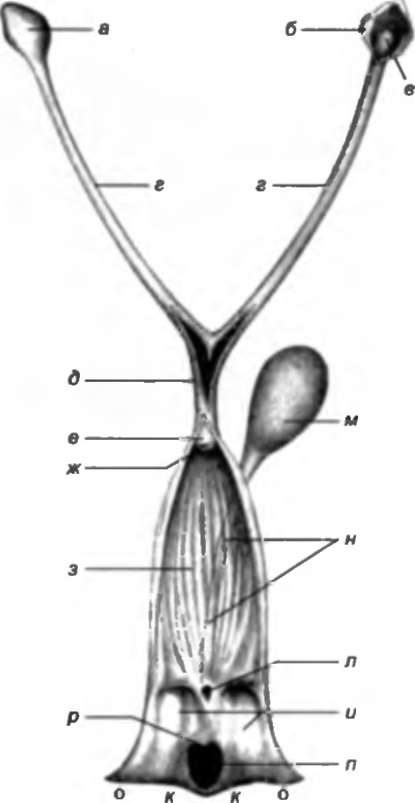 а б
в
г г
д
м
е
ж
н
з
л
и
р п
о к к о